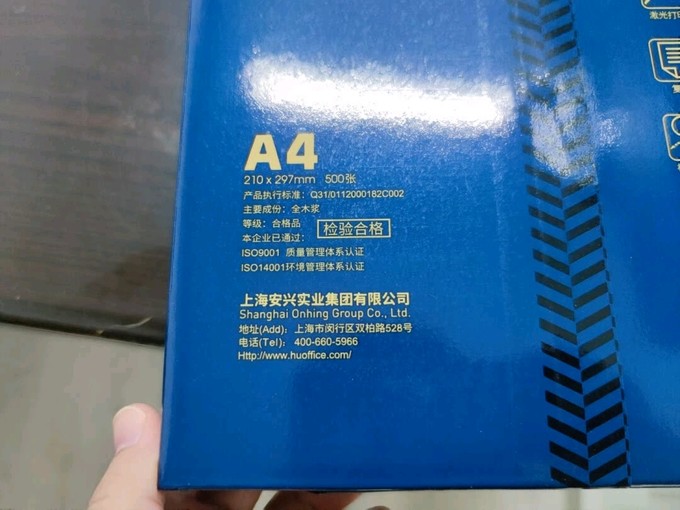 A4
210 x 297mm 500张
产品执行标准：Q31/0112000182C002
主要成份：全木浆
等级：合格品
检验合格
本企业已通过：
ISO9001 质量管理体系认证
ISO14001环境管理体系认证
上海安兴实业集团有限公司
Shanghai Onhing Group Co., Ltd.
地址(Add)：上海市闵行区双柏路528号
电话(Tel)：400-660-5966
Http://www.huoffice.com/
激光打印